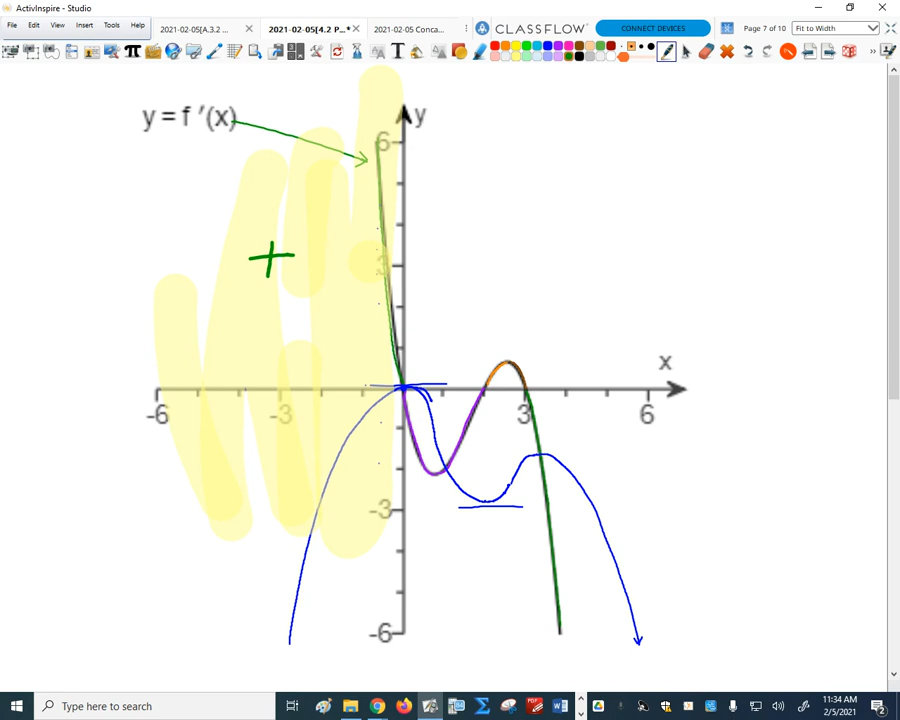 ActivInspire - Studio
File Edit View Insert Tools Help
2021-02-05[A.3.2 ...
2021-02-05[4.2 P...*
2021-02-05 Conca...
CLASSFLOW
CONNECT DEVICES
Page 7 of 10
Fit to Width
y = f ′(x)
y
6
+
x
-6
-3
3
6
-3
-6
Type here to search
11:34 AM
2/5/2021
2